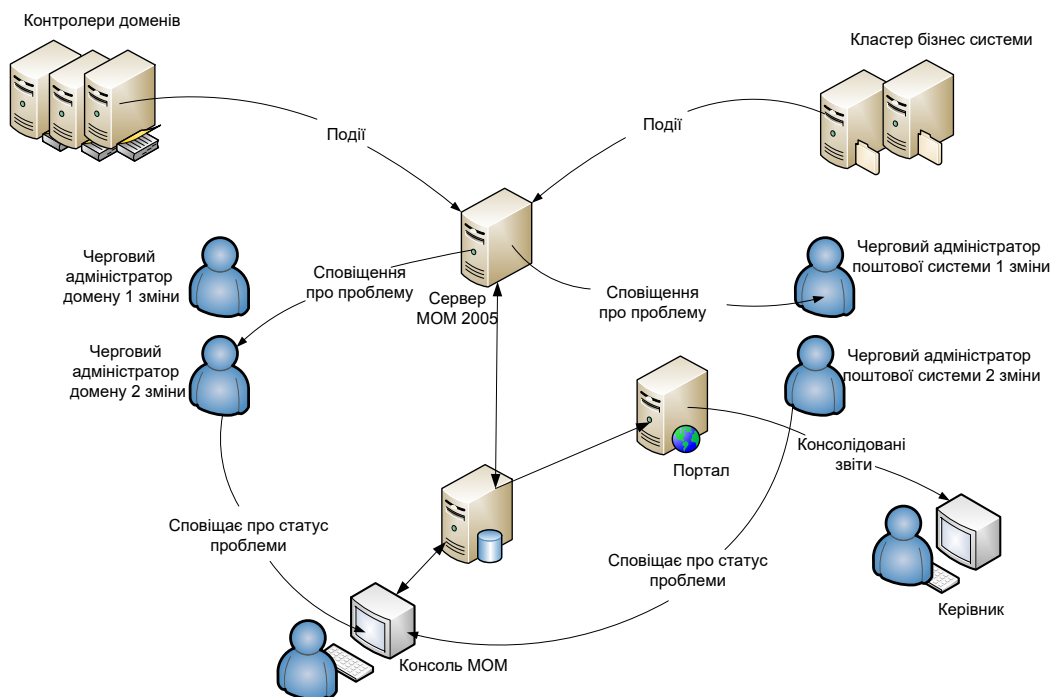 Контролери доменів
Кластер бізнес системи
Події
Події
Черговий
адміністратор
домену 1 зміни
Сповіщення
про проблему
Сервер
МОМ 2005
Сповіщення
про проблему
Черговий адміністратор
поштової системи 1 зміни
Черговий
адміністратор
домену 2 зміни
Черговий адміністратор
поштової системи 2 зміни
Портал
Консолідовані
звіти
Сповіщає про статус
проблеми
Сповіщає про статус
проблеми
Керівник
Консоль МОМ